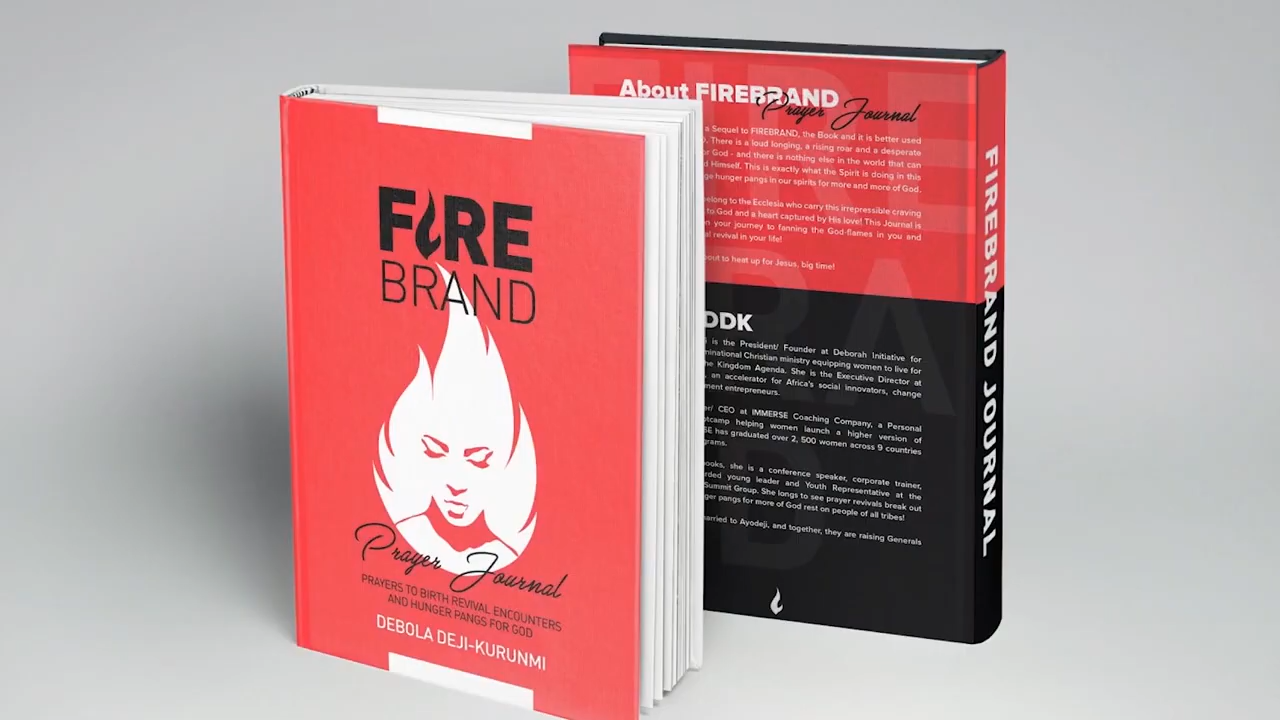 FIRE
BRAND
Prayer Journal
PRAYERS TO BIRTH REVIVAL ENCOUNTERS
AND HUNGER PANGS FOR GOD
DEBOLA DEJI-KURUNMI
About FIREBRAND
Prayer Journal
a Sequel to FIREBRAND, the Book and it is better used
There is a loud longing, a rising roar and a desperate
or God - and there is nothing else in the world that can
d Himself. This is exactly what the Spirit is doing in this
ge hunger pangs in our spirits for more and more of God.
belong to the Ecclesia who carry this irrepressible craving
to God and a heart captured by His love! This Journal is
on your journey to fanning the God-flames in you and
al revival in your life!
bout to heat up for Jesus, big time!
DDK
i is the President/ Founder at Deborah Initiative for
minational Christian ministry equipping women to live for
he Kingdom Agenda. She is the Executive Director at
, an accelerator for Africa's social innovators, change
ment entrepreneurs.
er/ CEO at IMMERSE Coaching Company, a Personal
otcamp helping women launch a higher version of
SE has graduated over 2, 500 women across 9 countries
grams.
books, she is a conference speaker, corporate trainer,
rded young leader and Youth Representative at the
Summit Group. She longs to see prayer revivals break out
ger pangs for more of God rest on people of all tribes!
arried to Ayodeji, and together, they are raising Generals
FIREBRAND JOURNAL